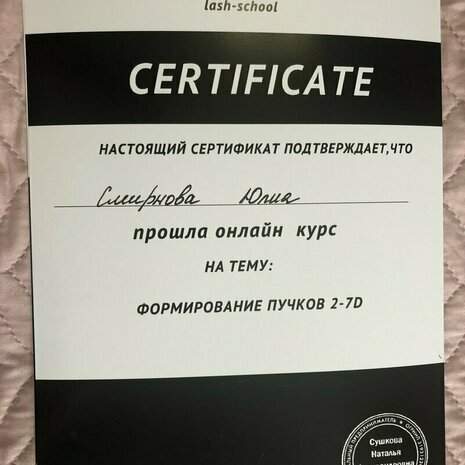 lash-school
CERTIFICATE
НАСТОЯЩИЙ СЕРТИФИКАТ ПОДТВЕРЖДАЕТ,ЧТО
Смирнова Юлиа
прошла онлайн курс
НА ТЕМУ:
ФОРМИРОВАНИЕ ПУЧКОВ 2-7D
Сушкова
Наталья